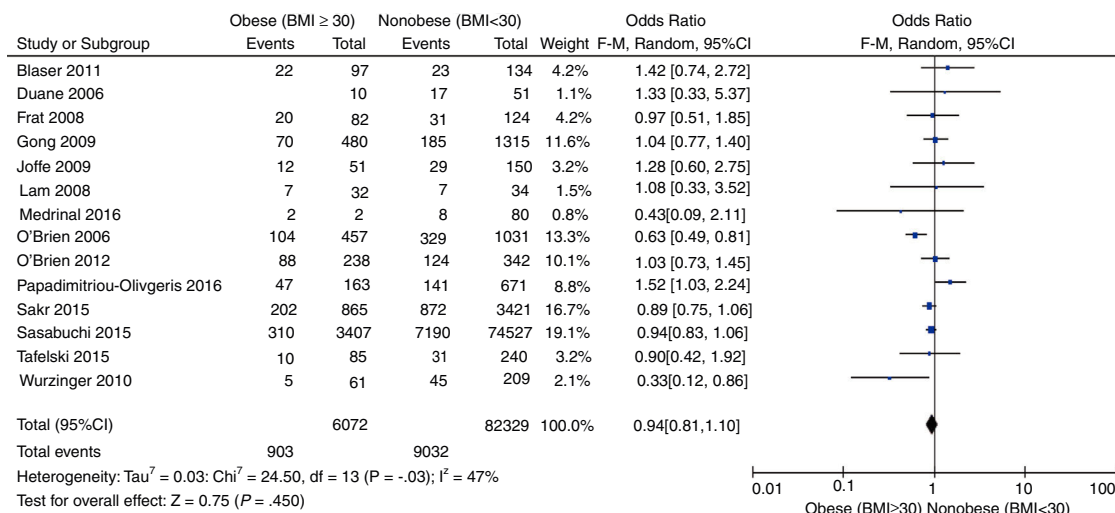 Obese (BMI ≥ 30) Nonobese (BMI<30) Odds Ratio Odds Ratio
Study or Subgroup Events Total Events Total Weight F-M, Random, 95%CI F-M, Random, 95%CI
Blaser 2011 22 97 23 134 4.2% 1.42 [0.74, 2.72]
Duane 2006 10 17 51 1.1% 1.33 [0.33, 5.37]
Frat 2008 20 82 31 124 4.2% 0.97 [0.51, 1.85]
Gong 2009 70 480 185 1315 11.6% 1.04 [0.77, 1.40]
Joffe 2009 12 51 29 150 3.2% 1.28 [0.60, 2.75]
Lam 2008 7 32 7 34 1.5% 1.08 [0.33, 3.52]
Medrinal 2016 2 2 8 80 0.8% 0.43[0.09, 2.11]
O'Brien 2006 104 457 329 1031 13.3% 0.63 [0.49, 0.81]
O'Brien 2012 88 238 124 342 10.1% 1.03 [0.73, 1.45]
Papadimitriou-Olivgeris 2016 47 163 141 671 8.8% 1.52 [1.03, 2.24]
Sakr 2015 202 865 872 3421 16.7% 0.89 [0.75, 1.06]
Sasabuchi 2015 310 3407 7190 74527 19.1% 0.94[0.83, 1.06]
Tafelski 2015 10 85 31 240 3.2% 0.90[0.42, 1.92]
Wurzinger 2010 5 61 45 209 2.1% 0.33[0.12, 0.86]
Total (95%CI) 6072 82329 100.0% 0.94[0.81,1.10]
Total events 903 9032
Heterogeneity: Tau⁷ = 0.03: Chi⁷ = 24.50, df = 13 (P = -.03); Iᶻ = 47%
Test for overall effect: Z = 0.75 (P = .450)
0.01 0.1 1 10 100
Obese (BMI≥30) Nonobese (BMI<30)